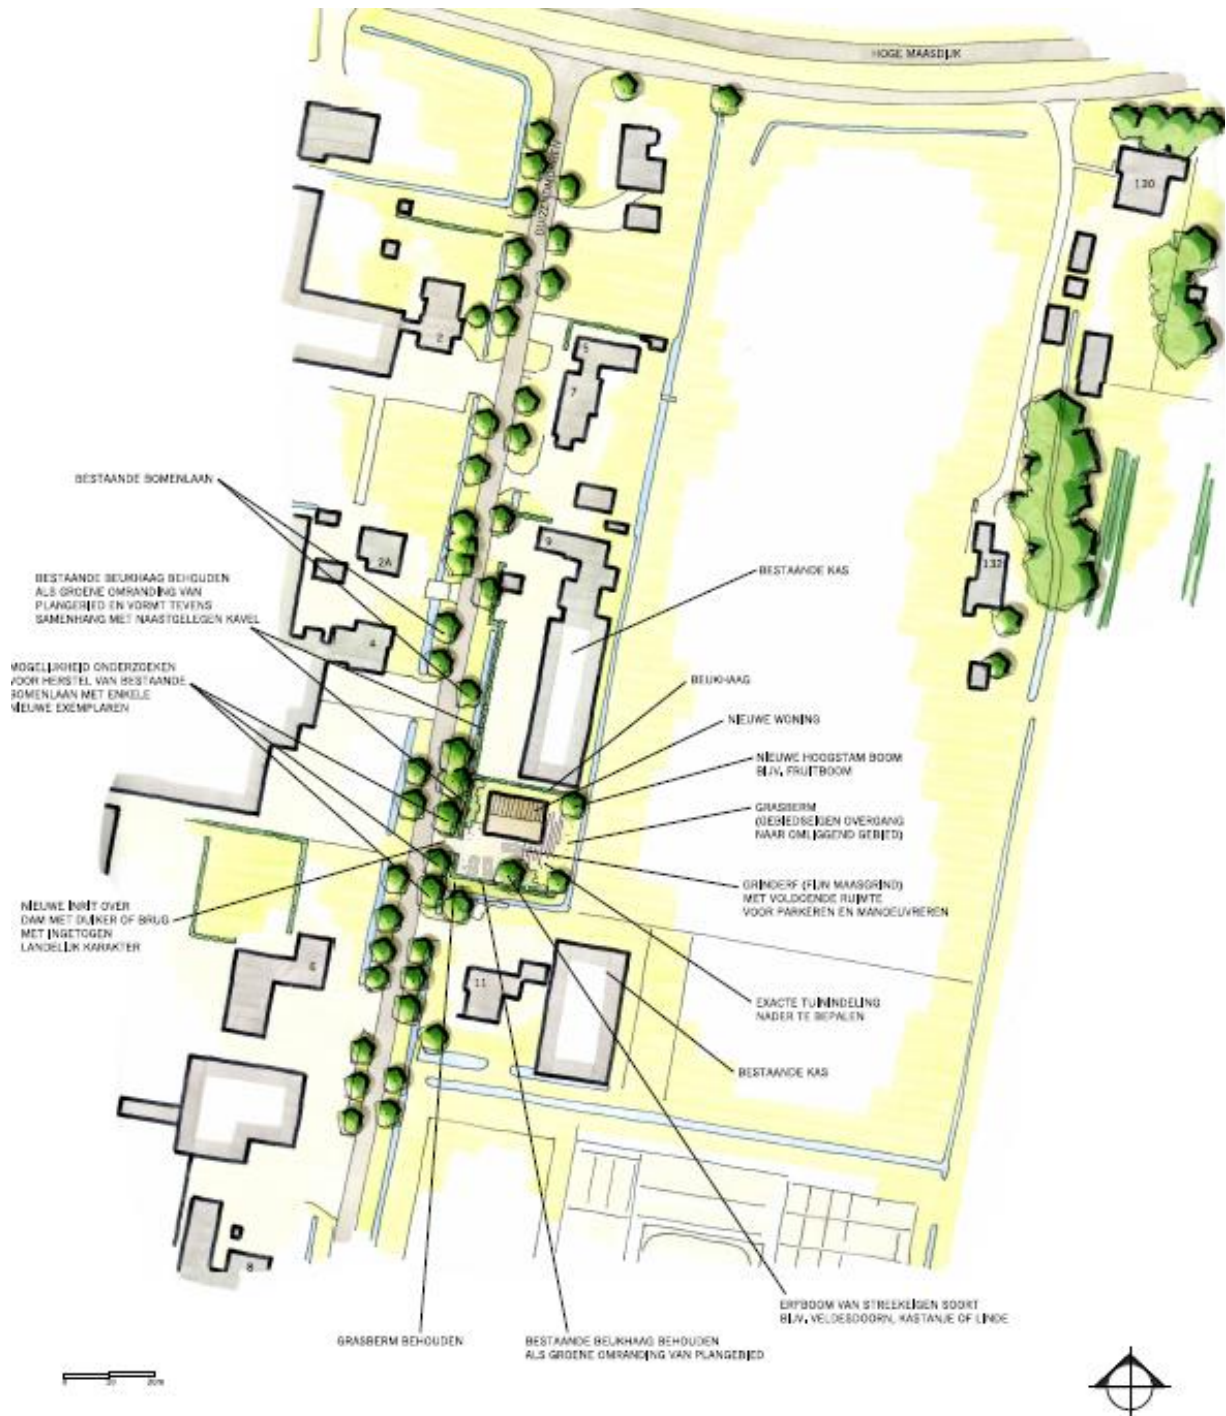 HOGE MAASDIJK
130
2
5
7
BESTAANDE BOMENLAAN
9
2A
132
BESTAANDE KAS
BESTAANDE BEUKHAAG BEHOUDEN
ALS GROENE OMRANDING VAN
PLANGEBIED EN VORMT TEVENS
SAMENHANG MET NAASTGELEGEN KAVEL
4
MOGELIJKHEID ONDERZOEKEN
VOOR HERSTEL VAN BESTAANDE
BOMENLAAN MET ENKELE
NIEUWE EXEMPLAREN
BEUKHAAG
NIEUWE WONING
NIEUWE HOOGSTAM BOOM
BIJV. FRUITBOOM
GRASBERM
(GEBIEDSEIGEN OVERGANG
NAAR OMLIGGEND GEBIED)
GRINDERF (FIJN MAASGRIND)
MET VOLDOENDE RUIMTE
VOOR PARKEREN EN MANOEUVREREN
NIEUWE INRIT OVER
DAM MET DUIKER OF BRUG
MET INGETOGEN
LANDELIJK KARAKTER
6
11
EXACTE TUININDELING
NADER TE BEPALEN
BESTAANDE KAS
8
ERFBOOM VAN STREEKEIGEN SOORT
BIJV. VELDESDOORN, KASTANJE OF LINDE
GRASBERM BEHOUDEN
BESTAANDE BEUKHAAG BEHOUDEN
ALS GROENE OMRANDING VAN PLANGEBIED